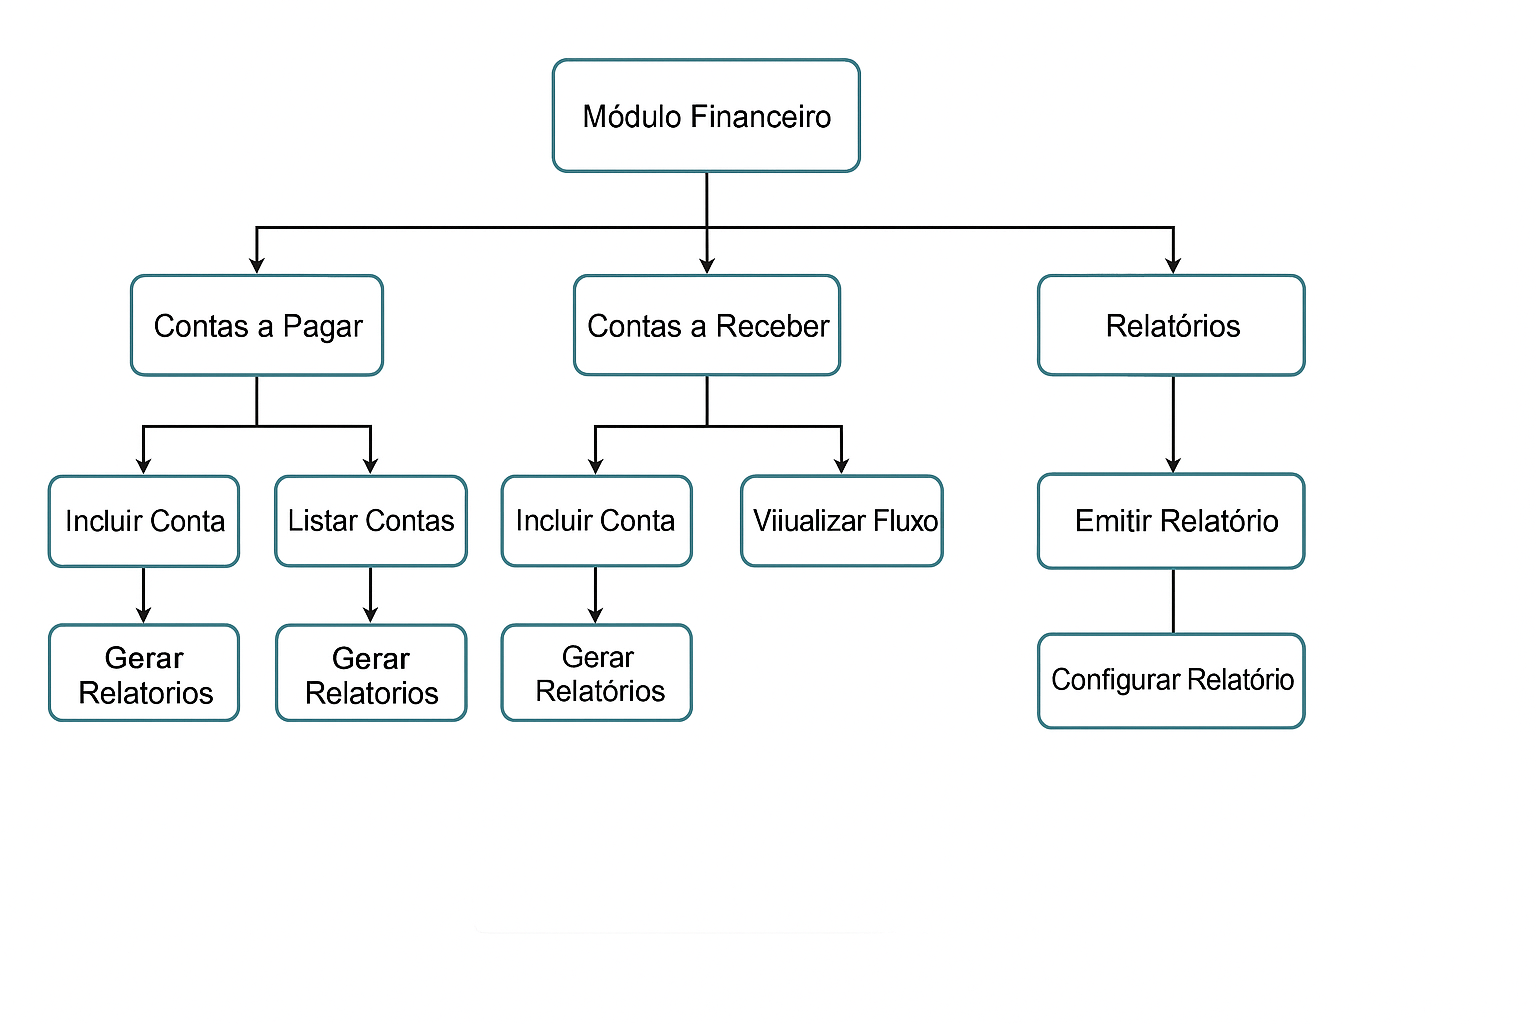 Módulo Financeiro
Contas a Pagar
Contas a Receber
Relatórios
Incluir Conta
Listar Contas
Incluir Conta
Viiualizar Fluxo
Emitir Relatório
Gerar
Relatorios
Gerar
Relatorios
Gerar
Relatórios
Configurar Relatório